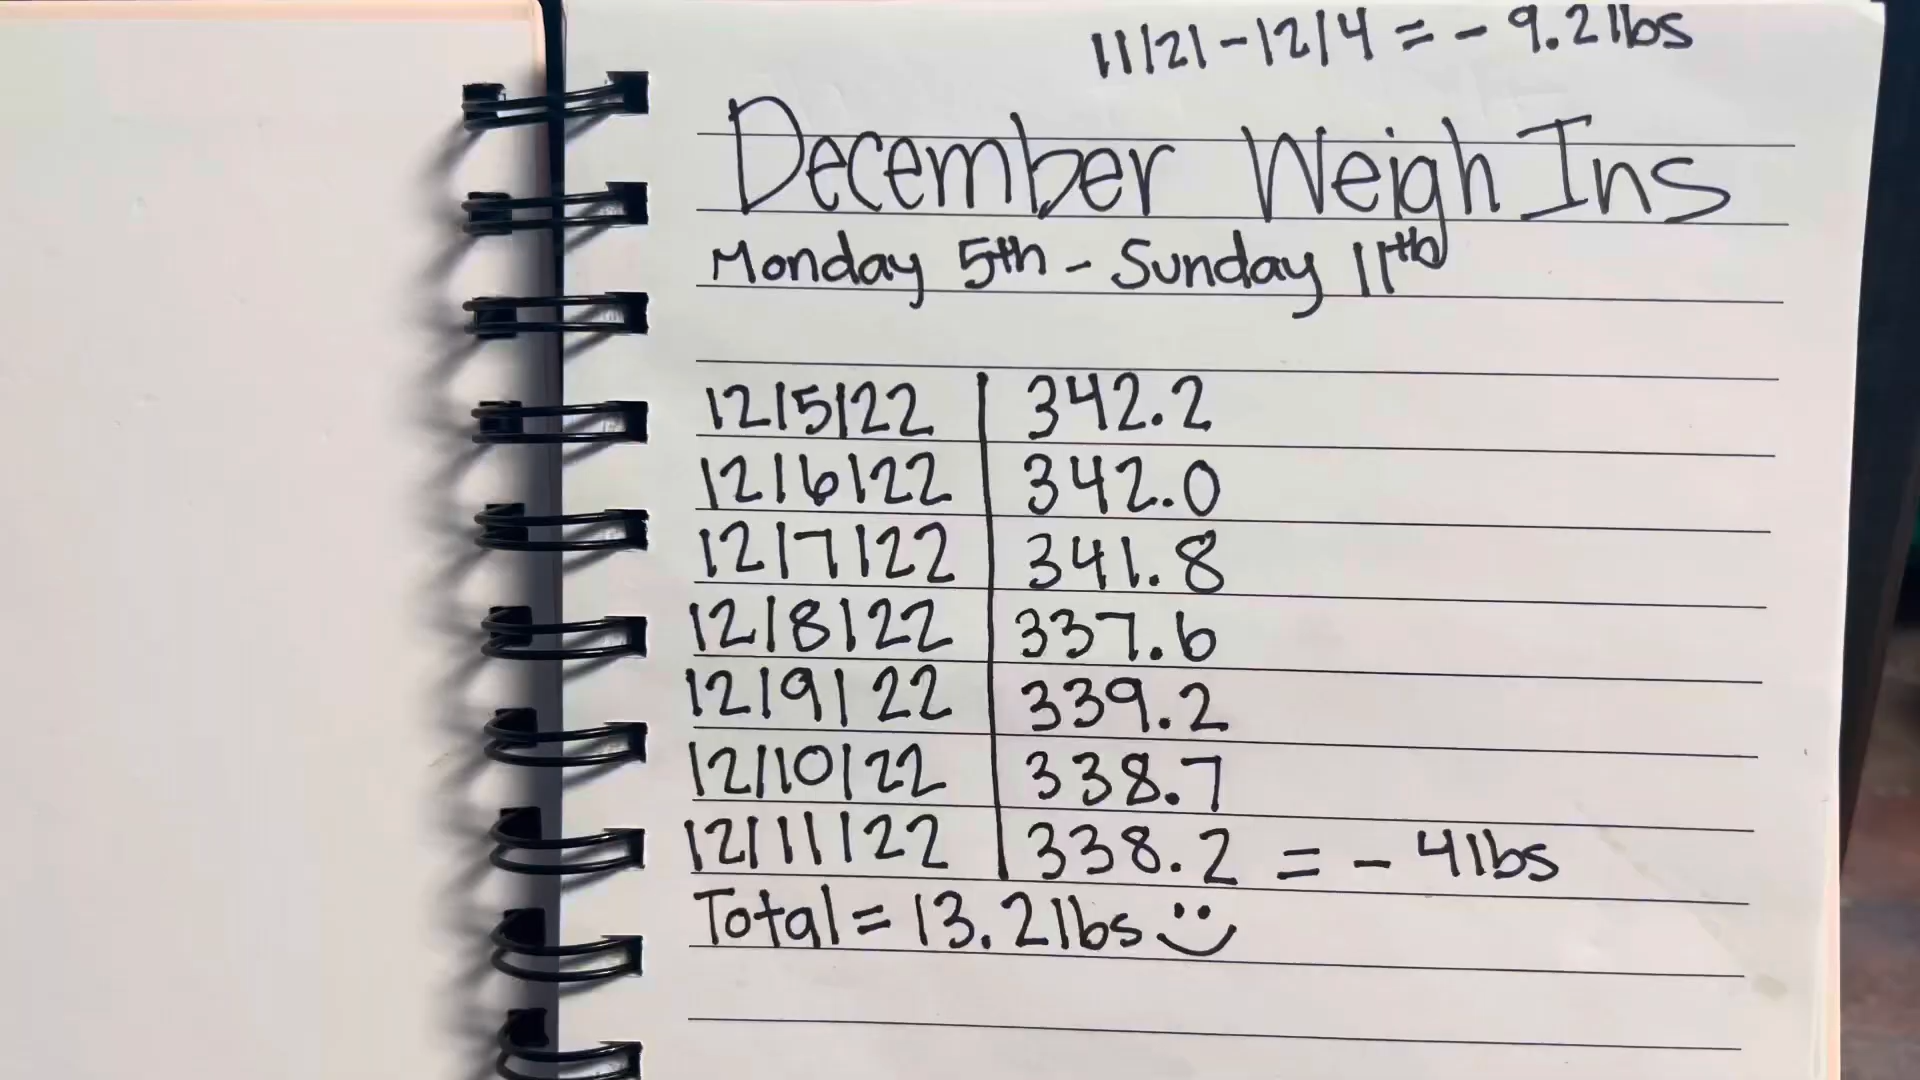 11/21-12/4 = - 9.2lbs
December Weigh Ins
Monday 5th - Sunday 11th
12/5/22 | 342.2
12/6/22 | 342.0
12/7/22 | 341.8
12/8/22 | 337.6
12/9/22 | 339.2
12/10/22 | 338.7
12/11/22 | 338.2 = - 4lbs
Total = 13.2lbs